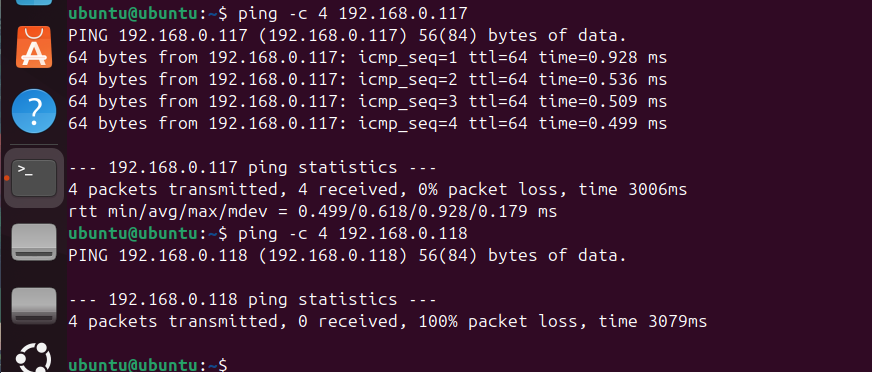 ubuntu@ubuntu:~$ ping -c 4 192.168.0.117
PING 192.168.0.117 (192.168.0.117) 56(84) bytes of data.
64 bytes from 192.168.0.117: icmp_seq=1 ttl=64 time=0.928 ms
64 bytes from 192.168.0.117: icmp_seq=2 ttl=64 time=0.536 ms
64 bytes from 192.168.0.117: icmp_seq=3 ttl=64 time=0.509 ms
64 bytes from 192.168.0.117: icmp_seq=4 ttl=64 time=0.499 ms
--- 192.168.0.117 ping statistics ---
4 packets transmitted, 4 received, 0% packet loss, time 3006ms
rtt min/avg/max/mdev = 0.499/0.618/0.928/0.179 ms
ubuntu@ubuntu:~$ ping -c 4 192.168.0.118
PING 192.168.0.118 (192.168.0.118) 56(84) bytes of data.
--- 192.168.0.118 ping statistics ---
4 packets transmitted, 0 received, 100% packet loss, time 3079ms
ubuntu@ubuntu:~$